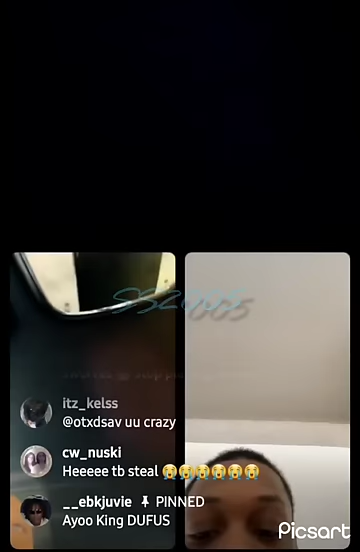 SS2005
itz_kelss
@otxdsav uu crazy
cw_nuski
Heeeee tb steal 😭😭😭😭😭😭
__ebkjuvie 📌 PINNED
Ayoo King DUFUS
Picsart